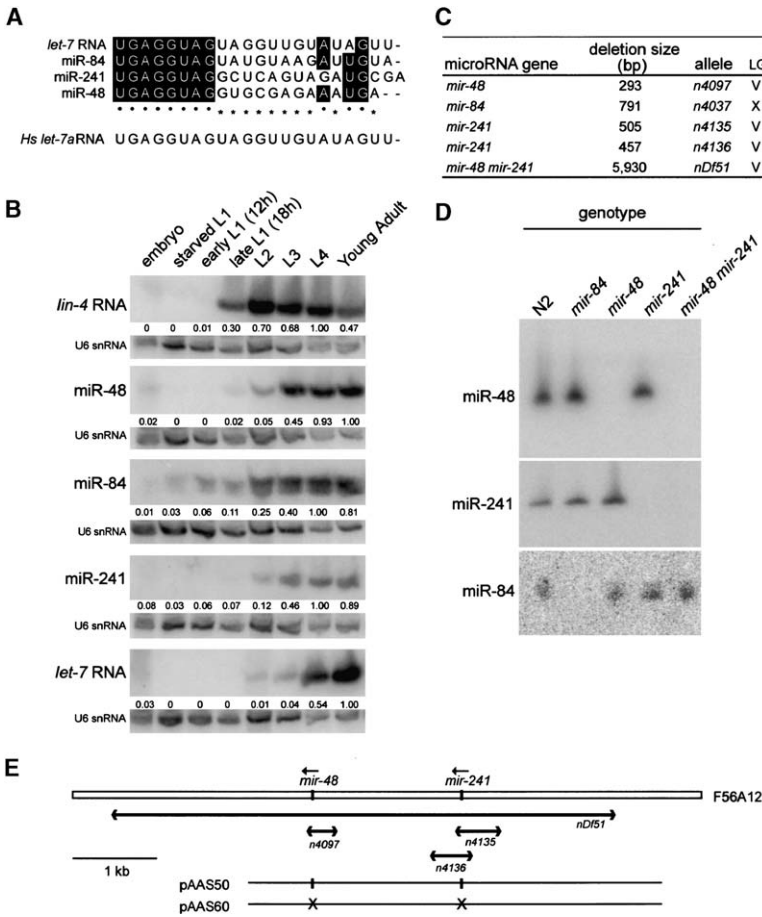 A
let-7 RNA UGAGGUAGUAGGUUGUAUAGUU-
miR-84 UGAGGUAGUAUGUAAUAUUGUA-
miR-241 UGAGGUAGGUGCGAGAAAUGA--
C
microRNA gene deletion size (bp) allele LG
mir-48 293 n4097 V
mir-84 791 n4037 X
mir-241 505 n4135 V
mir-241 457 n4136 V
mir-48 mir-241 5,930 nDf51 V
miR-48
Hs let-7a RNA UGAGGUAGUAGGUUGUAUAGUU-
B
embryo
starved L1
early L1 (12h)
late L1 (18h)
L2
L3
L4
Young Adult
lin-4 RNA
0 0 0.01 0.30 0.70 0.68 1.00 0.47
U6 snRNA
miR-48
0.02 0 0 0.02 0.05 0.45 0.93 1.00
U6 snRNA
miR-84
0.01 0.03 0.06 0.11 0.25 0.40 1.00 0.81
U6 snRNA
miR-241
0.08 0.03 0.06 0.07 0.12 0.46 1.00 0.89
U6 snRNA
let-7 RNA
0.03 0 0 0 0.01 0.04 0.54 1.00
U6 snRNA
D
genotype
N2
mir-84
mir-48
mir-241
mir-48 mir-241
miR-48
miR-241
miR-84
E
mir-48 mir-241
F56A12
nDf51
n4097 n4135
n4136
1 kb
pAAS50
pAAS60
X X